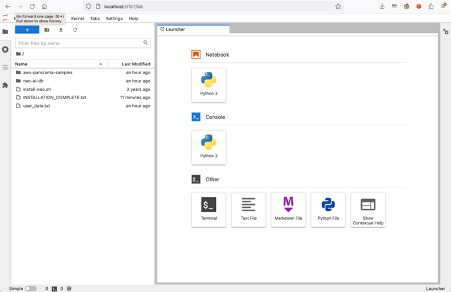 localhost:8157/lab
Go forward one page (⌘+])
Pull down to show history
Kernel Tabs Settings Help
Launcher
Filter files by name
/
Name Last Modified
aws-panorama-samples an hour ago
neo-ai-dlr an hour ago
install-neo.sh 2 years ago
INSTALLATION_COMPLETE.txt 11 minutes ago
user_data.txt an hour ago
Notebook
Python 3
Console
Python 3
Other
Terminal
Text File
Markdown File
Python File
Show
Contextual Help
Simple 0 0
Launcher